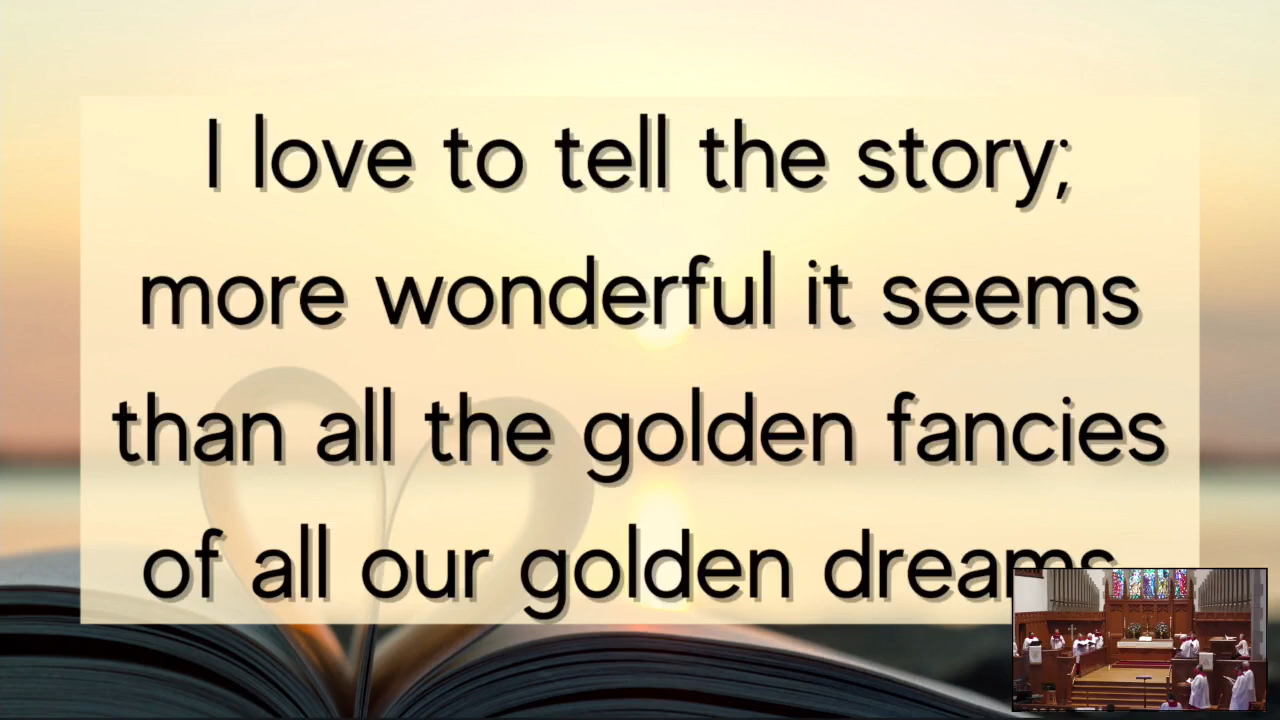 I love to tell the story;
more wonderful it seems
than all the golden fancies
of all our golden dreams